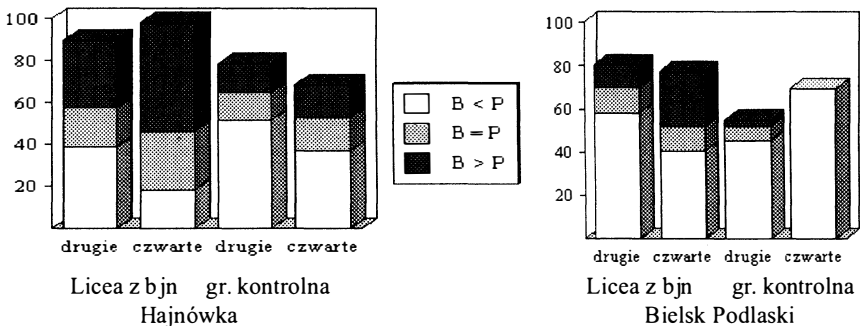 100
80
60
40
20
drugie czwarte drugie czwarte
Licea z bjn gr. kontrolna
Hajnówka
B < P
B = P
B > P
100
80
60
40
20
drugie czwarte drugie czwarte
Licea z bjn gr. kontrolna
Bielsk Podlaski